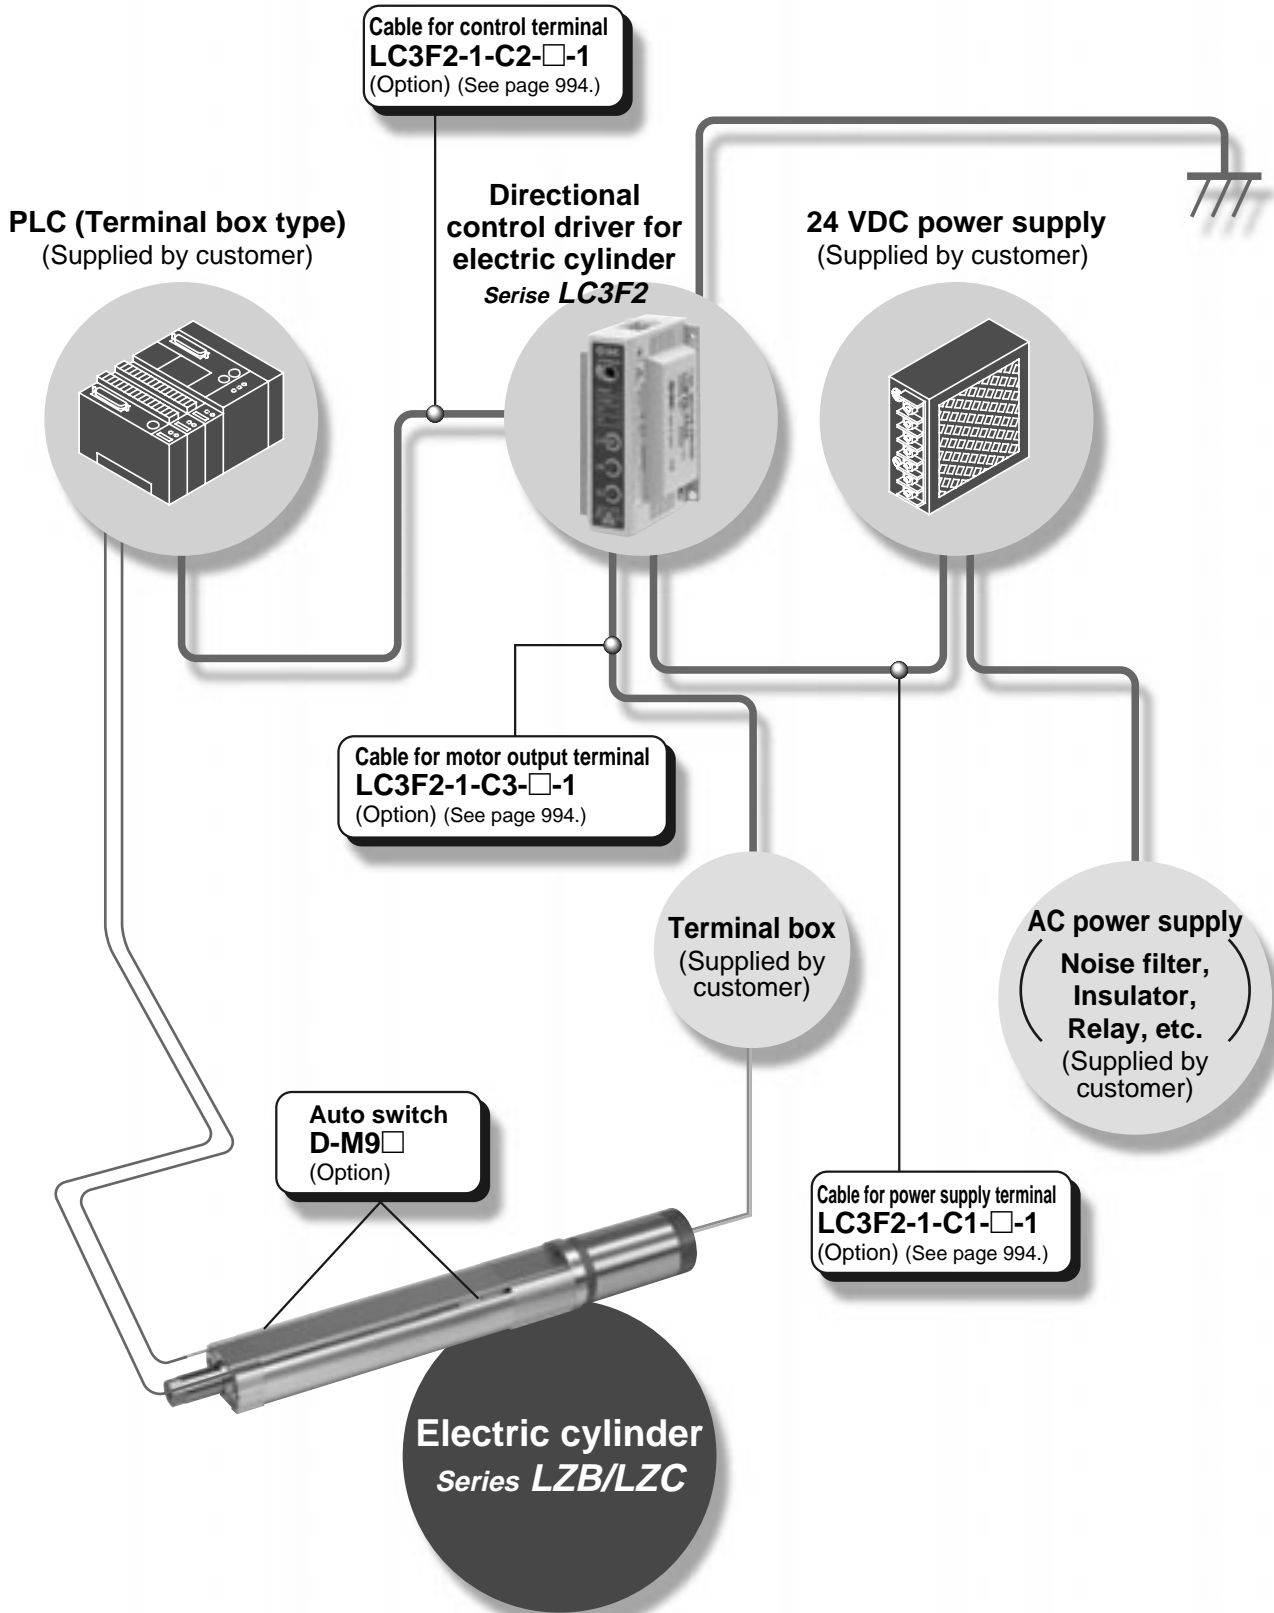 Cable for control terminal
LC3F2-1-C2-□-1
(Option) (See page 994.)
PLC (Terminal box type)
(Supplied by customer)
Directional
control driver for
electric cylinder
Serise LC3F2
24 VDC power supply
(Supplied by customer)
Cable for motor output terminal
LC3F2-1-C3-□-1
(Option) (See page 994.)
Terminal box
(Supplied by
customer)
AC power supply
(Noise filter,
Insulator,
Relay, etc.)
(Supplied by
customer)
Auto switch
D-M9□
(Option)
Cable for power supply terminal
LC3F2-1-C1-□-1
(Option) (See page 994.)
Electric cylinder
Series LZB/LZC